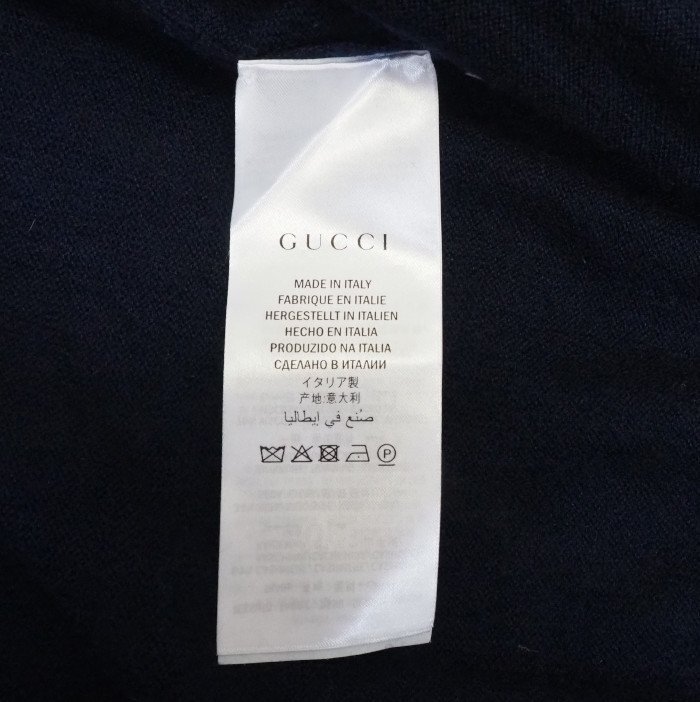 GUCCI
MADE IN ITALY
FABRIQUE EN ITALIE
HERGESTELLT IN ITALIEN
HECHO EN ITALIA
PRODUZIDO NA ITALIA
СДЕЛАНО В ИТАЛИИ
イタリア製
产地:意大利
صُنع في إيطاليا
P